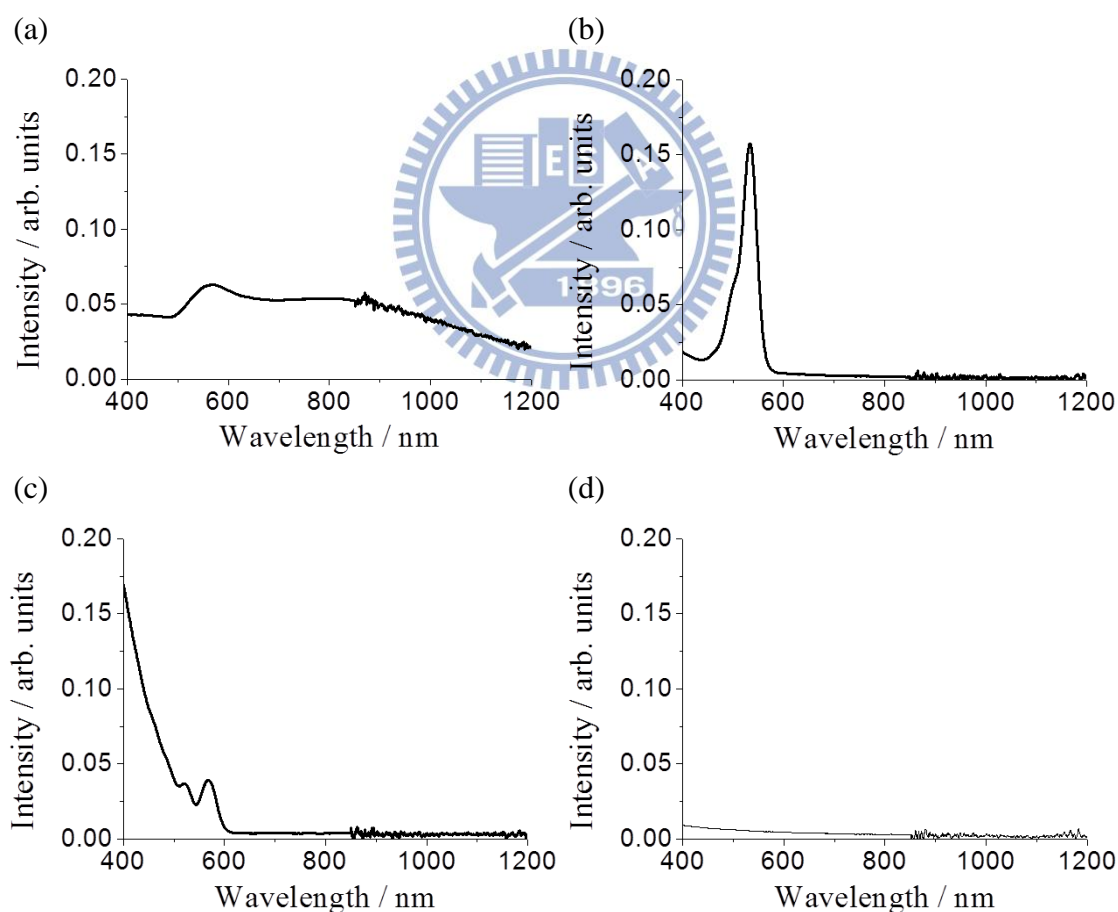 (a)
(b)
0.20
0.15
0.10
0.05
0.00
Intensity / arb. units
400 600 800 1000 1200
Wavelength / nm
0.20
0.15
0.10
0.05
0.00
Intensity / arb. units
400 600 800 1000 1200
Wavelength / nm
E S A
1896
(c)
(d)
0.20
0.15
0.10
0.05
0.00
Intensity / arb. units
400 600 800 1000 1200
Wavelength / nm
0.20
0.15
0.10
0.05
0.00
Intensity / arb. units
400 600 800 1000 1200
Wavelength / nm